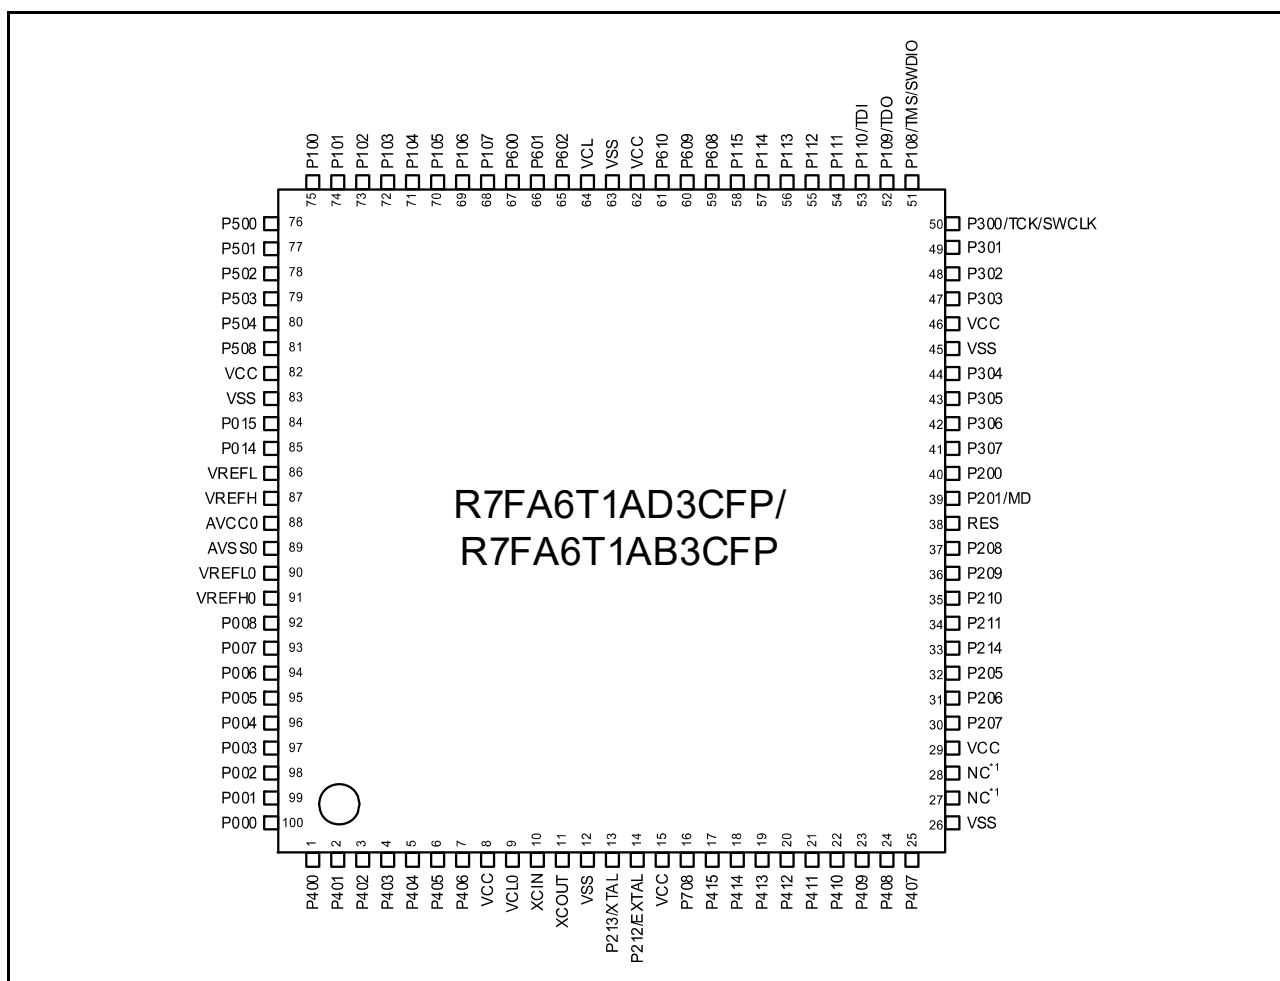 P100
P101
P102
P103
P104
P105
P106
P107
P600
P601
P602
VCL
VSS
VCC
P610
P609
P608
P115
P114
P113
P112
P111
P110/TDI
P109/TDO
P108/TMS/SWDIO
75
74
73
72
71
70
69
68
67
66
65
64
63
62
61
60
59
58
57
56
55
54
53
52
51
P500 76
P501 77
P502 78
P503 79
P504 80
P508 81
VCC 82
VSS 83
P015 84
P014 85
VREFL 86
VREFH 87
AVCC0 88
AVSS0 89
VREFL0 90
VREFH0 91
P008 92
P007 93
P006 94
P005 95
P004 96
P003 97
P002 98
P001 99
P000 100
R7FA6T1AD3CFP/
R7FA6T1AB3CFP
50 P300/TCK/SWCLK
49 P301
48 P302
47 P303
46 VCC
45 VSS
44 P304
43 P305
42 P306
41 P307
40 P200
39 P201/MD
38 RES
37 P208
36 P209
35 P210
34 P211
33 P214
32 P205
31 P206
30 P207
29 VCC
28 NC*1
27 NC*1
26 VSS
1
2
3
4
5
6
7
8
9
10
11
12
13
14
15
16
17
18
19
20
21
22
23
24
25
P400
P401
P402
P403
P404
P405
P406
VCC
VCL0
XCIN
XCOUT
VSS
P213/XTAL
P212/EXTAL
VCC
P708
P415
P414
P413
P412
P411
P410
P409
P408
P407